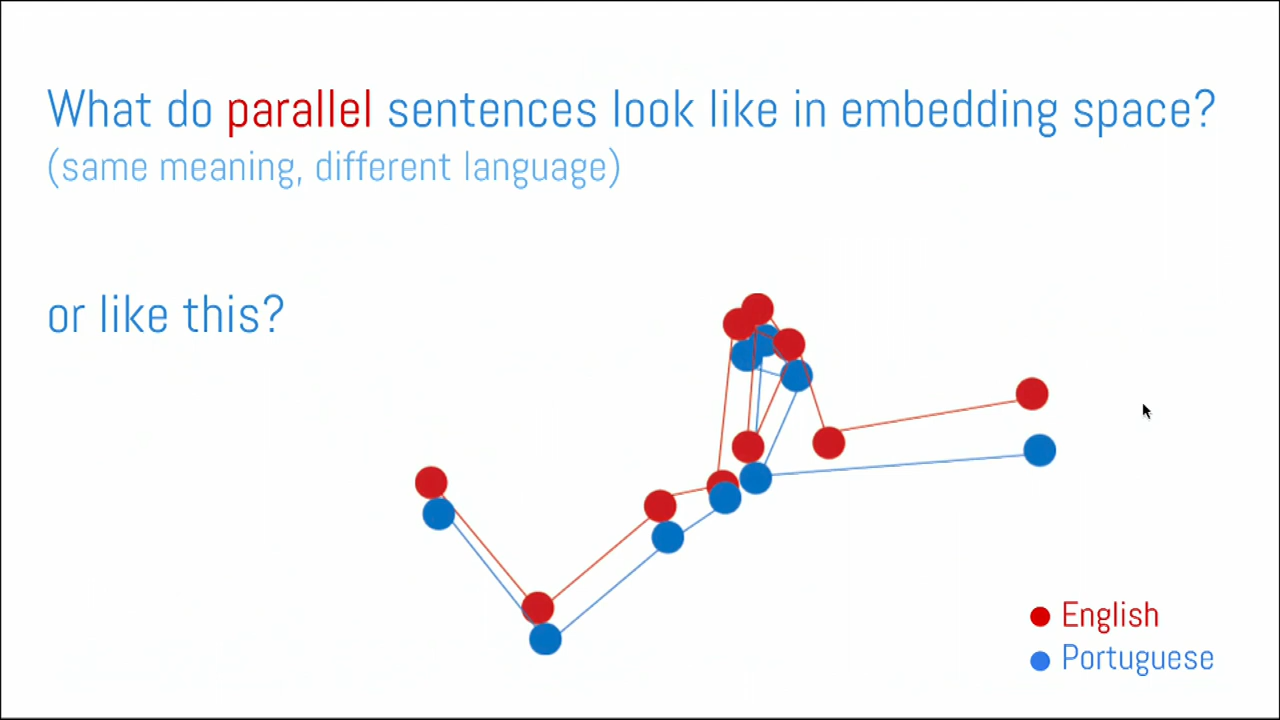 What do parallel sentences look like in embedding space?
(same meaning, different language)
or like this?
English
Portuguese